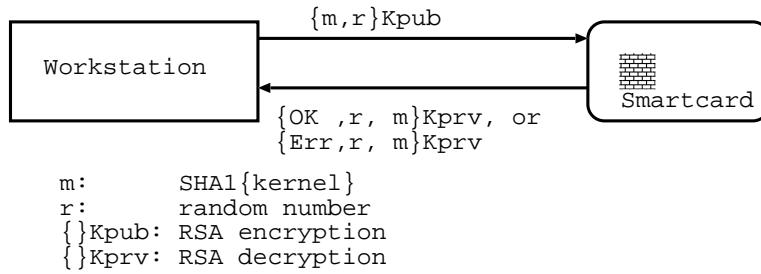 {m,r}Kpub
Workstation
Smartcard
{OK ,r, m}Kprv, or
{Err,r, m}Kprv
m: SHA1{kernel}
r: random number
{}Kpub: RSA encryption
{}Kprv: RSA decryption